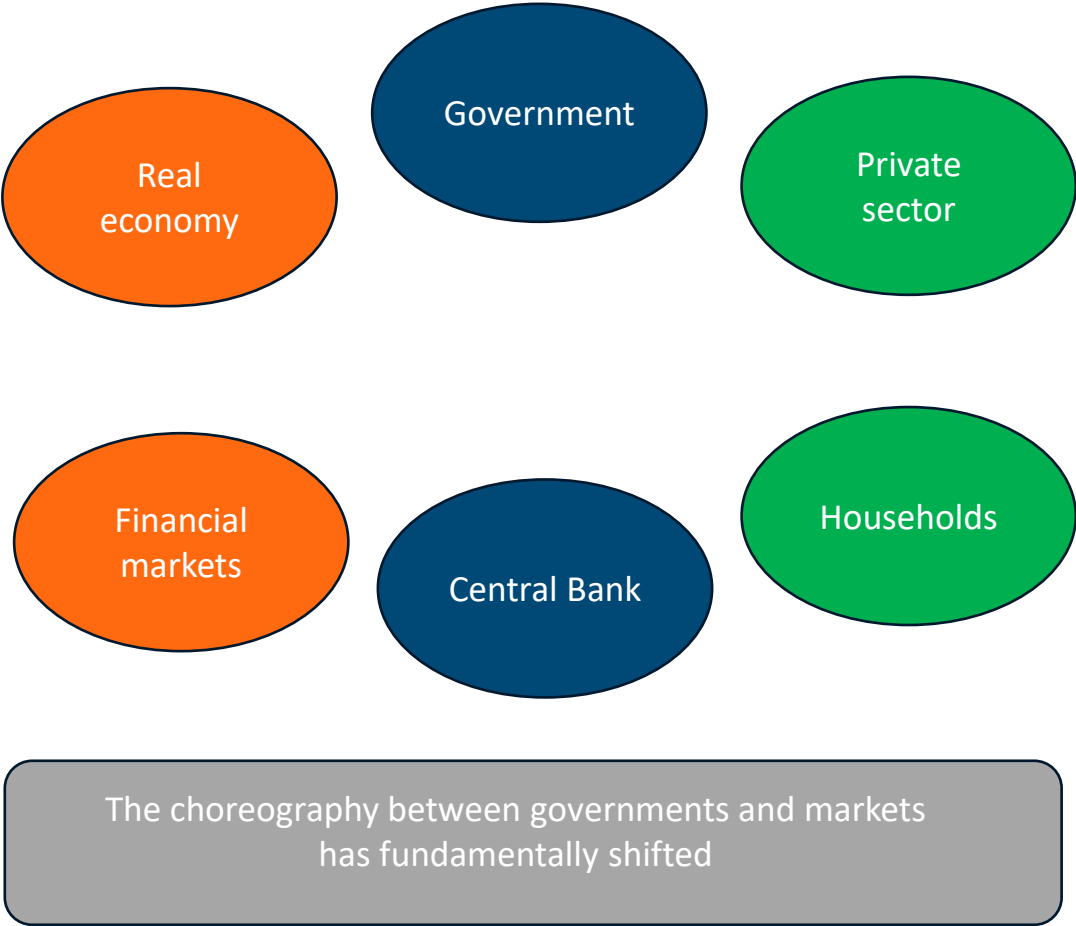 Government
Real
economy
Private
sector
Financial
markets
Central Bank
Households
The choreography between governments and markets
has fundamentally shifted